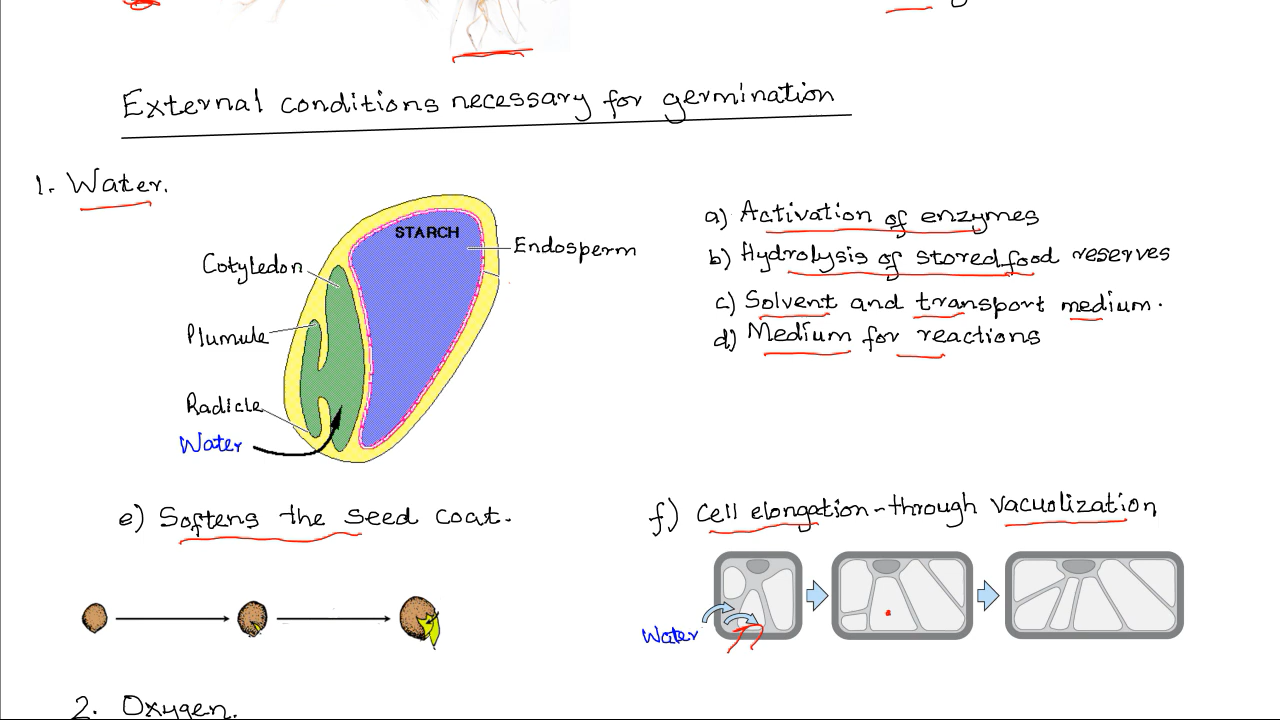 External conditions necessary for germination
1. Water.
STARCH
Endosperm
Cotyledon
Plumule
Radicle
Water
a) Activation of enzymes
b) Hydrolysis of stored food reserves
c) Solvent and transport medium.
d) Medium for reactions
e) Softens the seed coat.
f) Cell elongation - through vacuolization
Water
2. Oxygen.